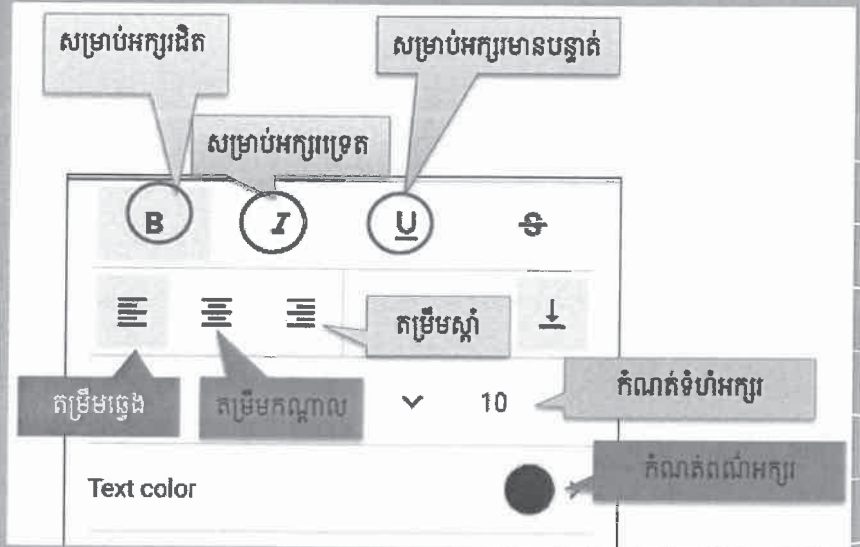 សម្រាប់អក្សរដិត
សម្រាប់អក្សរមានបន្ទាត់
សម្រាប់អក្សរទ្រេត
B I U S
តម្រឹមស្តាំ
តម្រឹមឆ្វេង
តម្រឹមកណ្តាល
10
កំណត់ទំហំអក្សរ
Text color
កំណត់ពណ៌អក្សរ